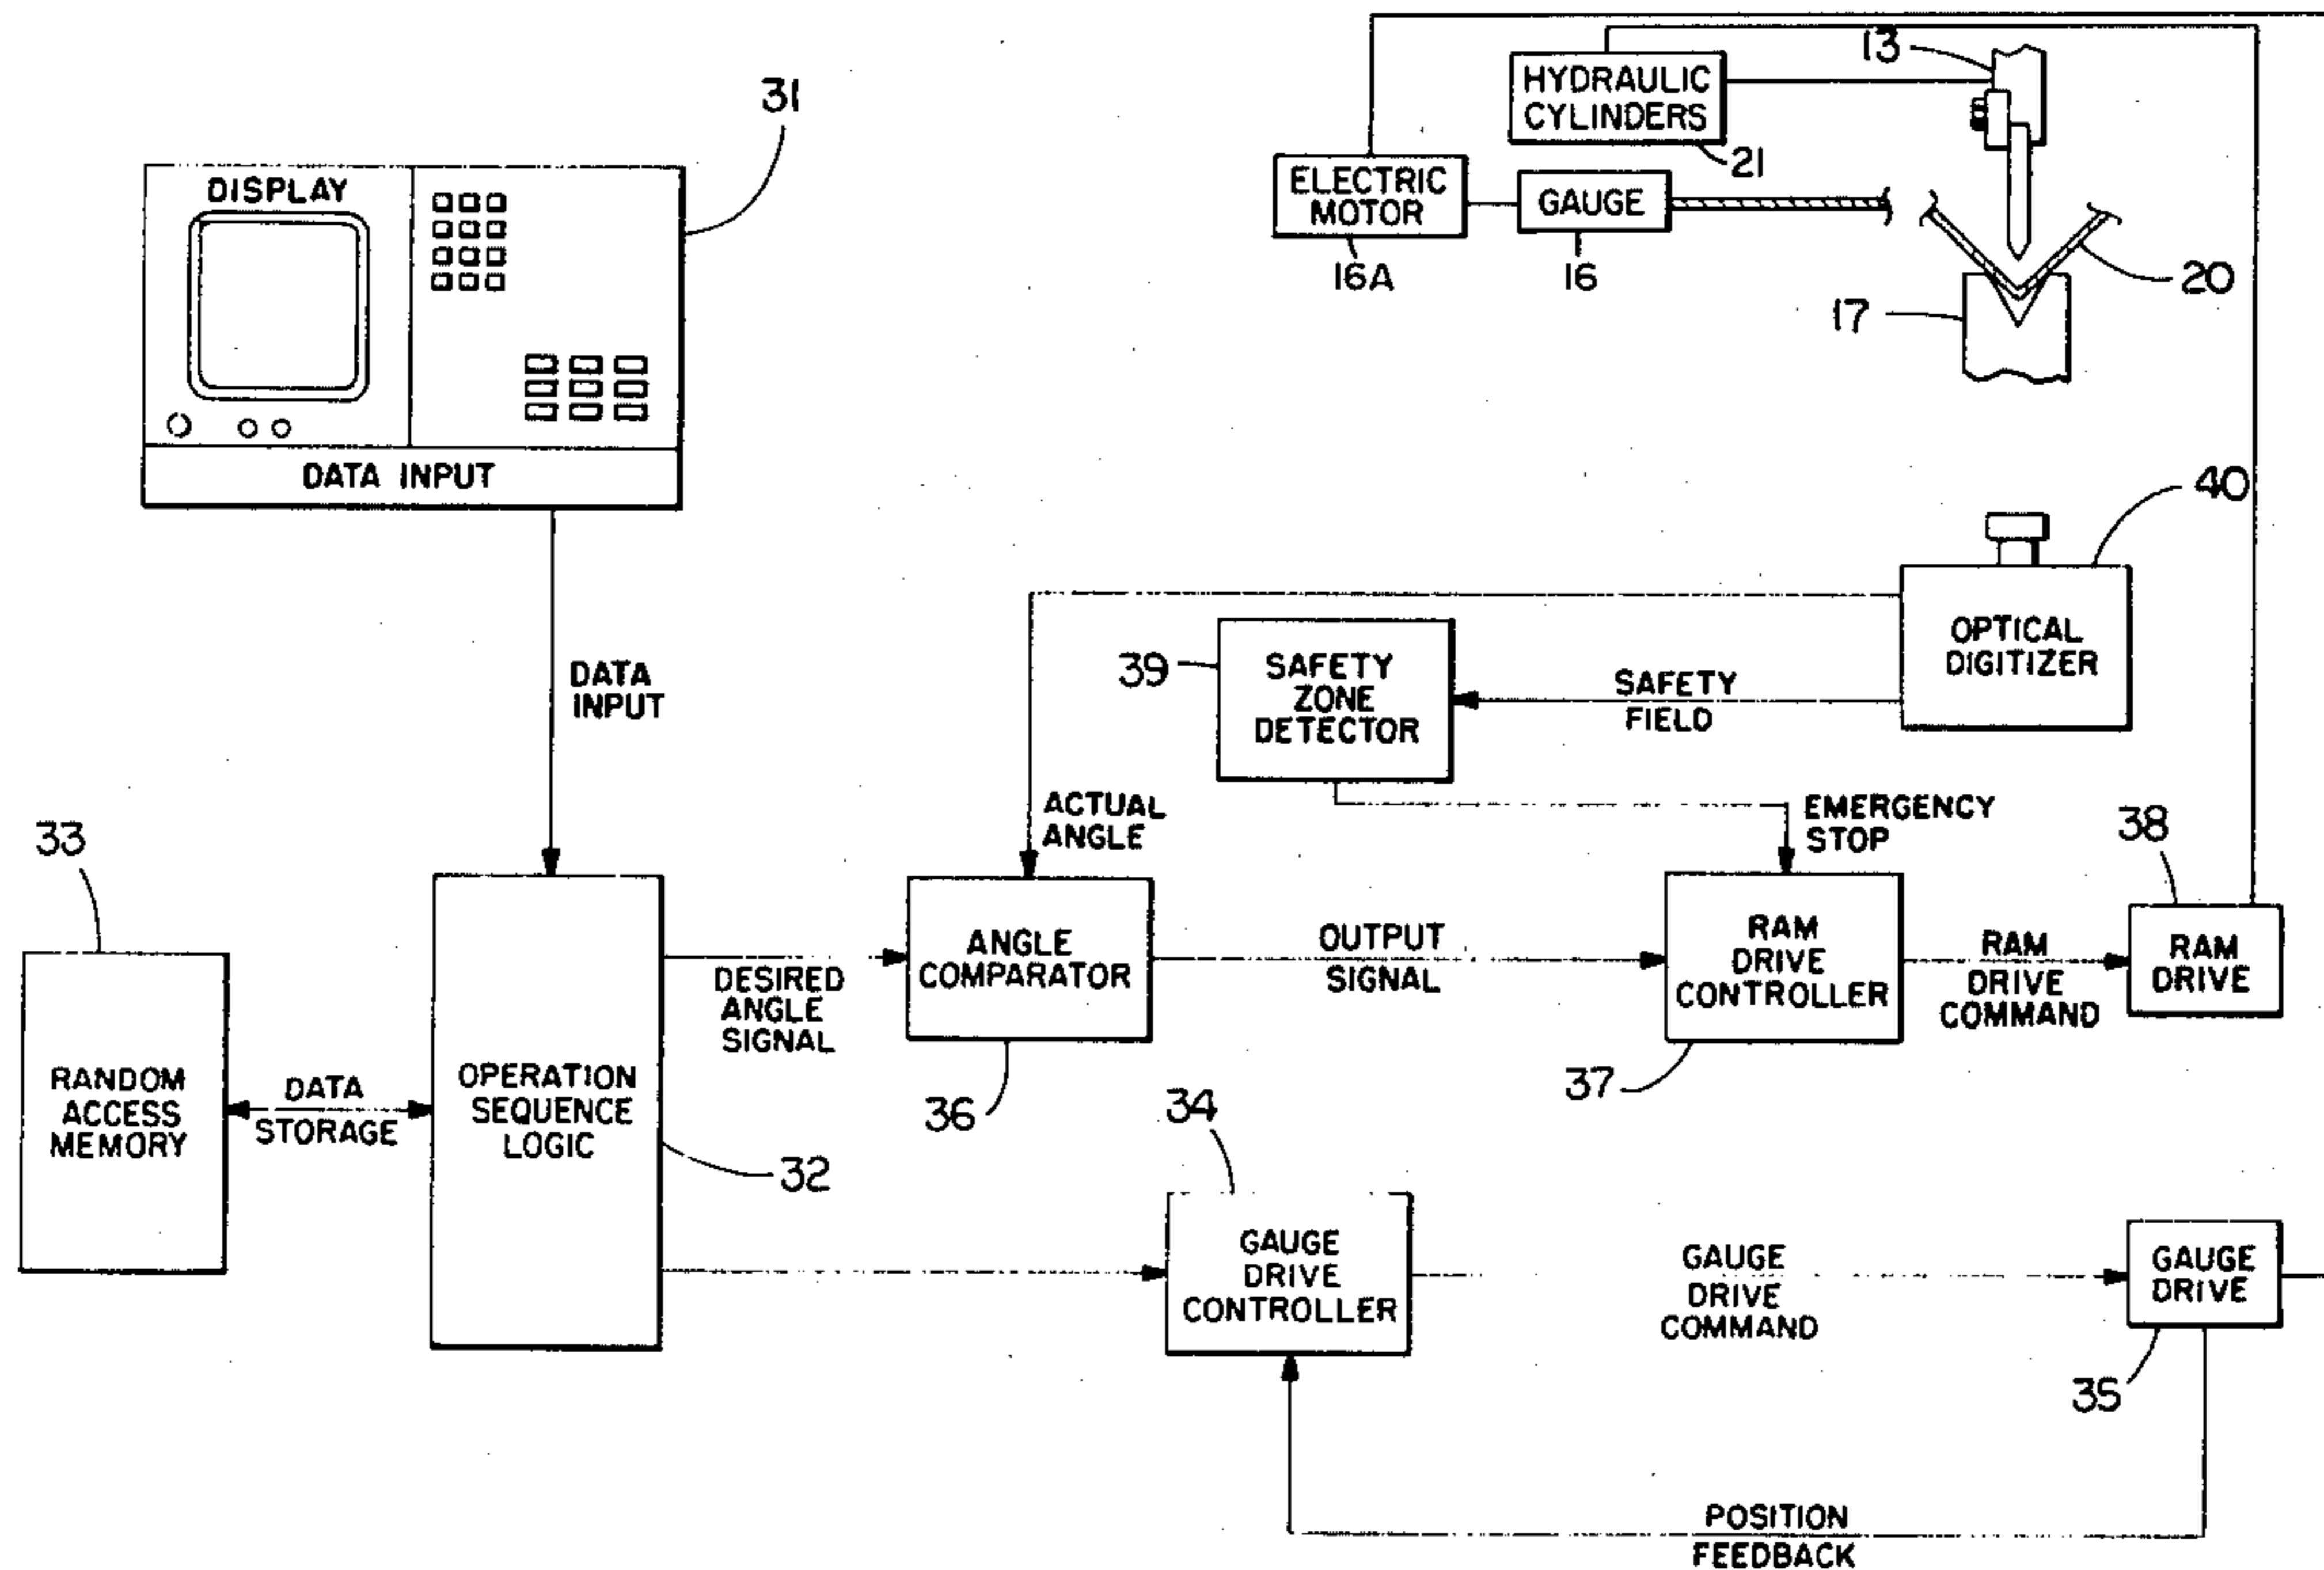 13
HYDRAULIC
CYLINDERS
21
31
ELECTRIC
MOTOR
16A
GAUGE
16
20
17
DISPLAY
DATA INPUT
40
OPTICAL
DIGITIZER
39
SAFETY
ZONE
DETECTOR
SAFETY
FIELD
DATA
INPUT
ACTUAL
ANGLE
EMERGENCY
STOP
38
33
RANDOM
ACCESS
MEMORY
DATA
STORAGE
OPERATION
SEQUENCE
LOGIC
32
DESIRED
ANGLE
SIGNAL
ANGLE
COMPARATOR
36
OUTPUT
SIGNAL
RAM
DRIVE
CONTROLLER
37
RAM
DRIVE
COMMAND
RAM
DRIVE
34
GAUGE
DRIVE
CONTROLLER
GAUGE
DRIVE
COMMAND
GAUGE
DRIVE
35
POSITION
FEEDBACK